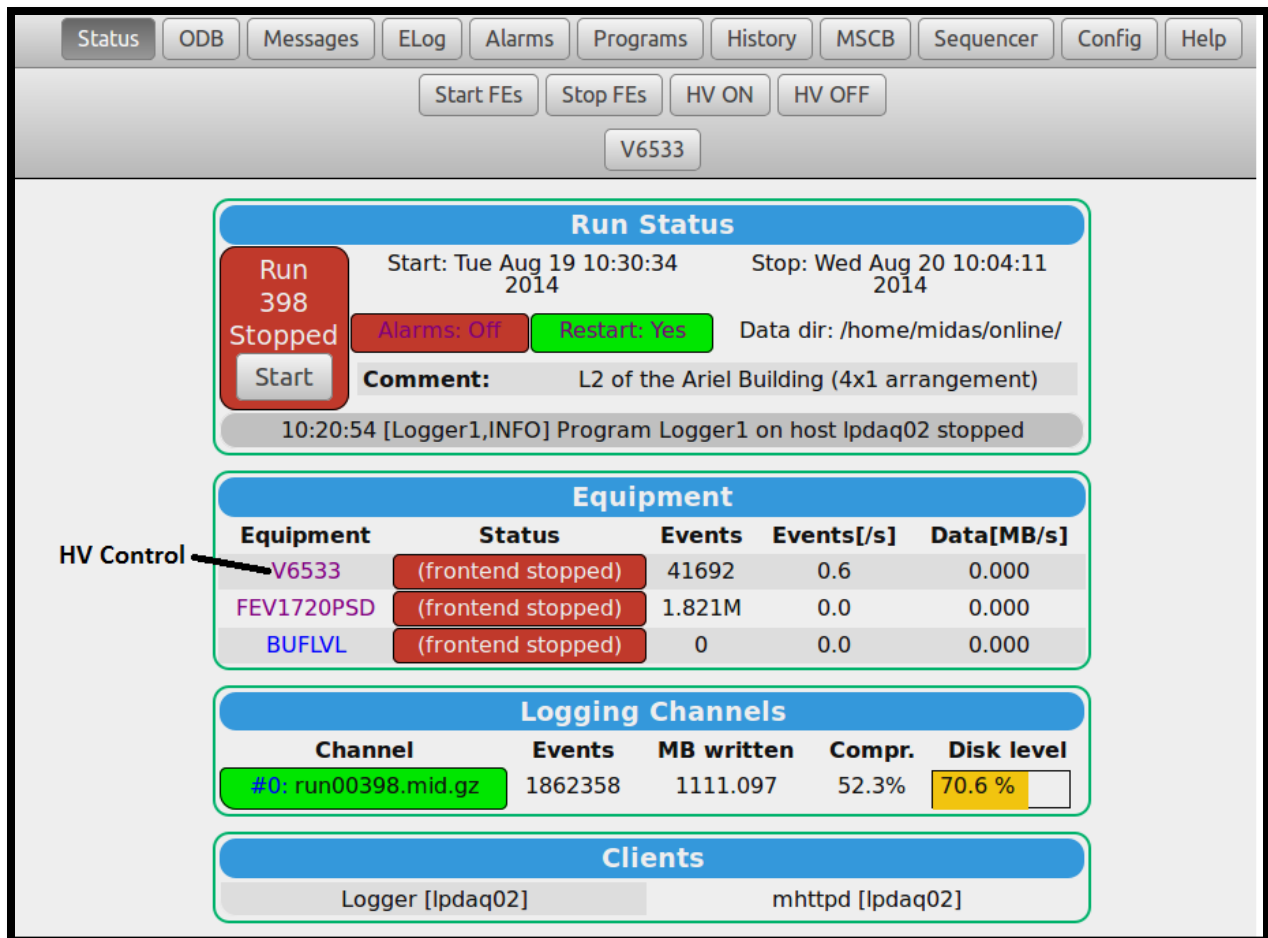 Status ODB Messages ELog Alarms Programs History MSCB Sequencer Config Help
Start FEs Stop FEs HV ON HV OFF
V6533
Run Status
Run
398
Stopped
Start
Start: Tue Aug 19 10:30:34
2014
Stop: Wed Aug 20 10:04:11
2014
Alarms: Off Restart: Yes Data dir: /home/midas/online/
Comment: L2 of the Ariel Building (4x1 arrangement)
10:20:54 [Logger1,INFO] Program Logger1 on host lpdaq02 stopped
Equipment
Equipment Status Events Events[/s] Data[MB/s]
HV Control
V6533 (frontend stopped) 41692 0.6 0.000
FEV1720PSD (frontend stopped) 1.821M 0.0 0.000
BUFLVL (frontend stopped) 0 0.0 0.000
Logging Channels
Channel Events MB written Compr. Disk level
#0: run00398.mid.gz 1862358 1111.097 52.3% 70.6 %
Clients
Logger [lpdaq02] mhttpd [lpdaq02]